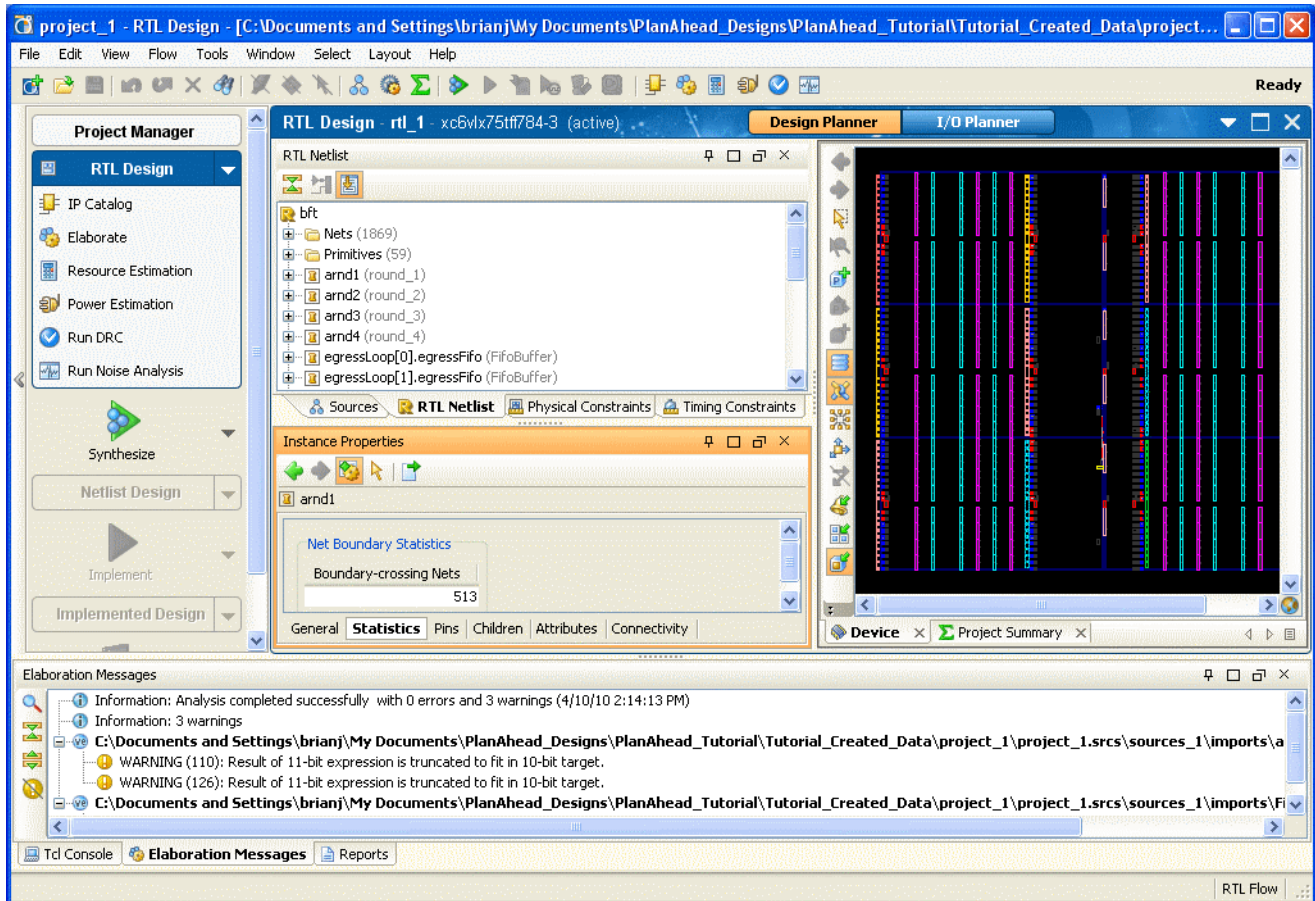 project_1 - RTL Design - [C:\Documents and Settings\brianj\My Documents\PlanAhead_Designs\PlanAhead_Tutorial\Tutorial_Created_Data\project...
File Edit View Flow Tools Window Select Layout Help
Ready
Project Manager
RTL Design
IP Catalog
Elaborate
Resource Estimation
Power Estimation
Run DRC
Run Noise Analysis
Synthesize
Netlist Design
Implement
Implemented Design
RTL Design - rtl_1 - xc6vlx75tff784-3 (active)
Design Planner
I/O Planner
RTL Netlist
bft
Nets (1869)
Primitives (59)
arnd1 (round_1)
arnd2 (round_2)
arnd3 (round_3)
arnd4 (round_4)
egressLoop[0].egressFifo (FifoBuffer)
egressLoop[1].egressFifo (FifoBuffer)
Sources RTL Netlist Physical Constraints Timing Constraints
Instance Properties
arnd1
Net Boundary Statistics
Boundary-crossing Nets
513
General Statistics Pins Children Attributes Connectivity
Device Project Summary
Elaboration Messages
Information: Analysis completed successfully with 0 errors and 3 warnings (4/10/10 2:14:13 PM)
Information: 3 warnings
C:\Documents and Settings\brianj\My Documents\PlanAhead_Designs\PlanAhead_Tutorial\Tutorial_Created_Data\project_1\project_1.srcs\sources_1\imports\a
WARNING (110): Result of 11-bit expression is truncated to fit in 10-bit target.
WARNING (126): Result of 11-bit expression is truncated to fit in 10-bit target.
C:\Documents and Settings\brianj\My Documents\PlanAhead_Designs\PlanAhead_Tutorial\Tutorial_Created_Data\project_1\project_1.srcs\sources_1\imports\Fi
Tcl Console Elaboration Messages Reports
RTL Flow